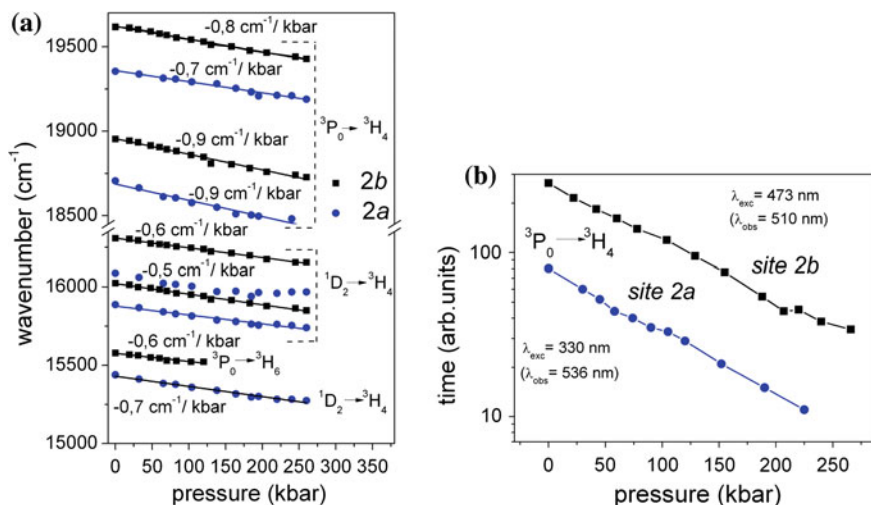 (a)
19500
19000
18500
16000
15500
15000
wavenumber (cm⁻¹)
-0,8 cm⁻¹/ kbar
-0,7 cm⁻¹/ kbar
³P₀→³H₄
-0,9 cm⁻¹/ kbar
2b
-0,9 cm⁻¹/ kbar
2a
-0,6 cm⁻¹/ kbar
-0,5 cm⁻¹/ kbar
¹D₂→³H₄
-0,6 cm⁻¹/ kbar
³P₀→³H₆
¹D₂→³H₄
-0,7 cm⁻¹/ kbar
0 50 100 150 200 250 300 350
pressure (kbar)
(b)
100
10
time (arb.units)
λexc = 473 nm
(λobs = 510 nm)
³P₀→³H₄
site 2b
site 2a
λexc = 330 nm
(λobs = 536 nm)
0 50 100 150 200 250
pressure (kbar)